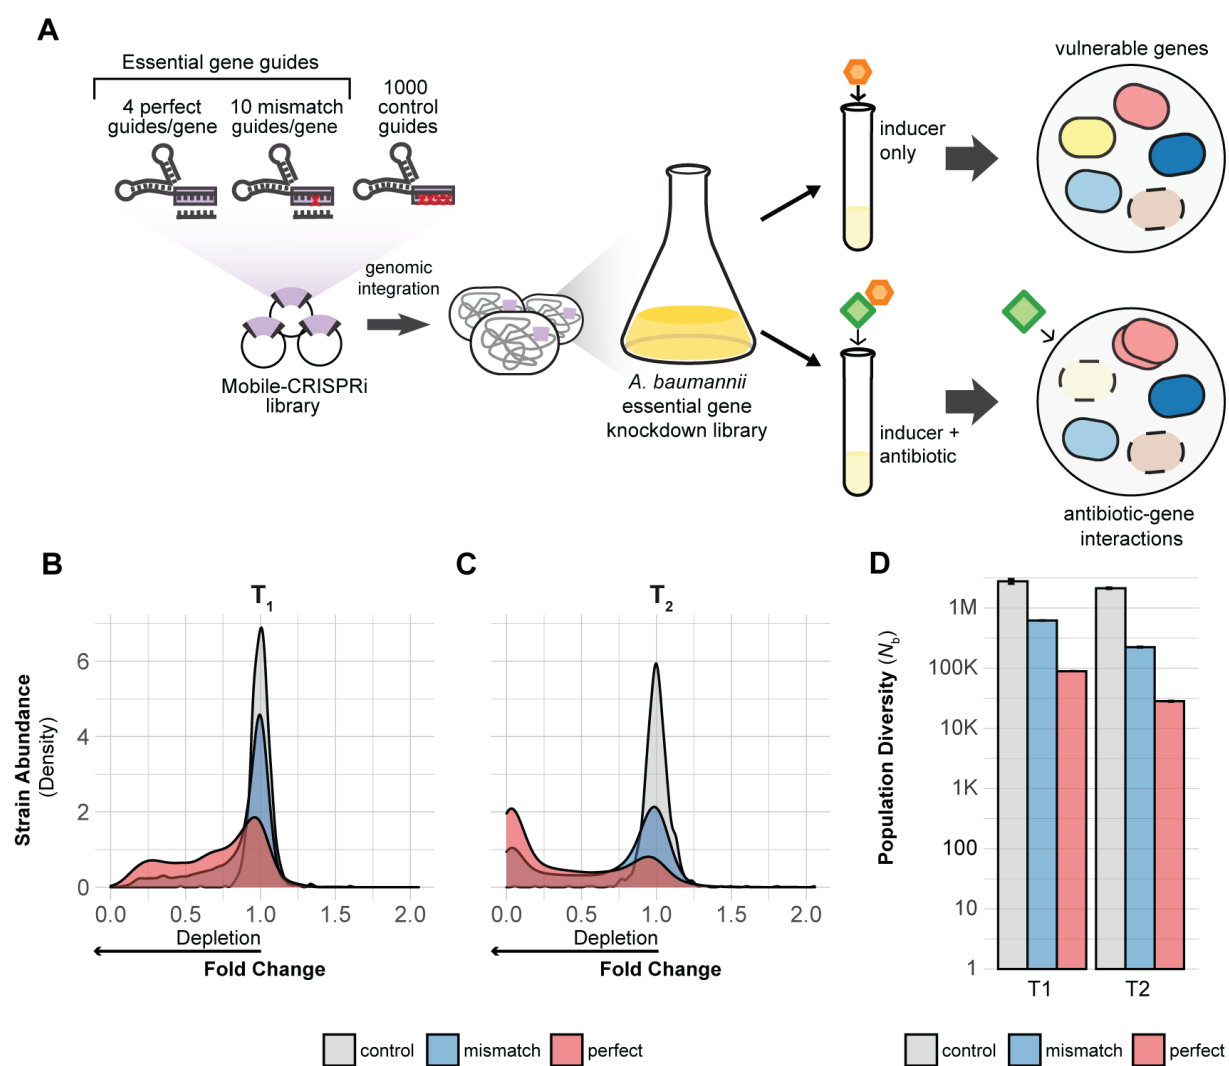 A
Essential gene guides
4 perfect
guides/gene
10 mismatch
guides/gene
1000
control
guides
genomic
integration
Mobile-CRISPRi
library
A. baumannii
essential gene
knockdown library
inducer
only
vulnerable genes
inducer +
antibiotic
antibiotic-gene
interactions
B
T1
Strain Abundance
(Density)
6
4
2
0
0.0 0.5 1.0 1.5 2.0
Depletion
Fold Change
C
T2
0.0 0.5 1.0 1.5 2.0
Depletion
Fold Change
control mismatch perfect
D
Population Diversity (Nb)
1M
100K
10K
1K
100
10
1
T1 T2
control mismatch perfect